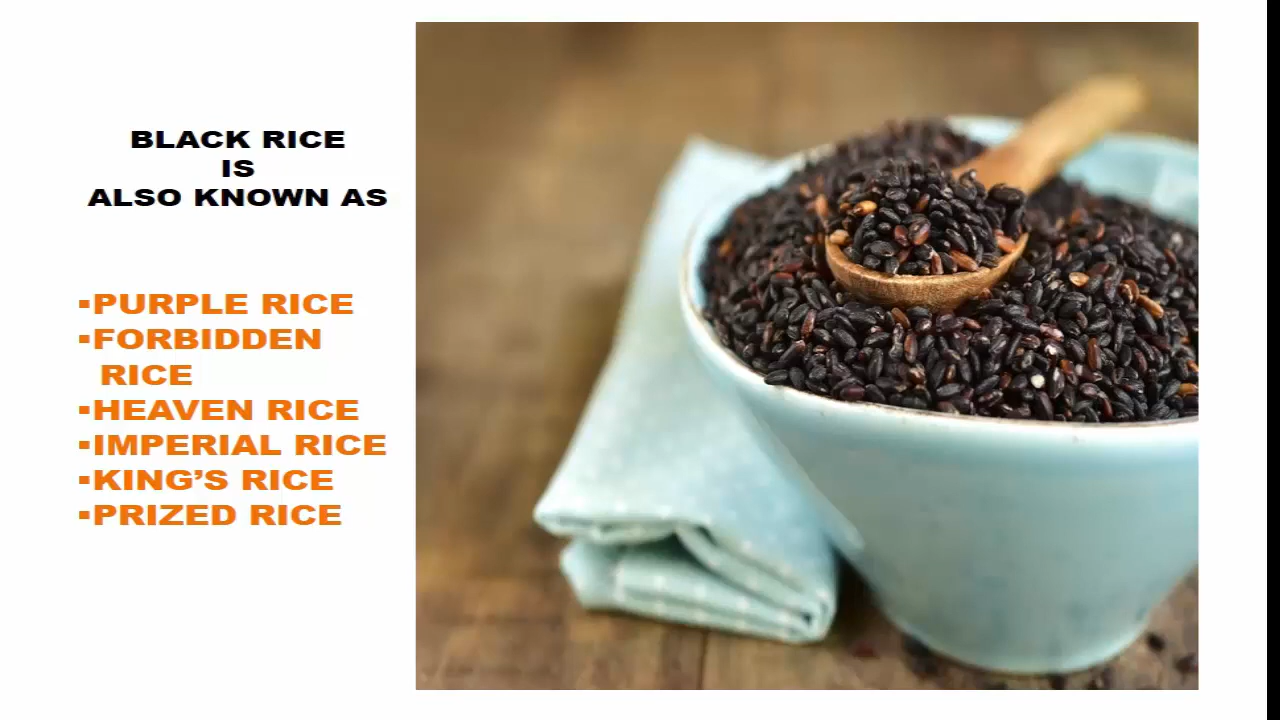 BLACK RICE
IS
ALSO KNOWN AS
▪PURPLE RICE
▪FORBIDDEN
RICE
▪HEAVEN RICE
▪IMPERIAL RICE
▪KING’S RICE
▪PRIZED RICE